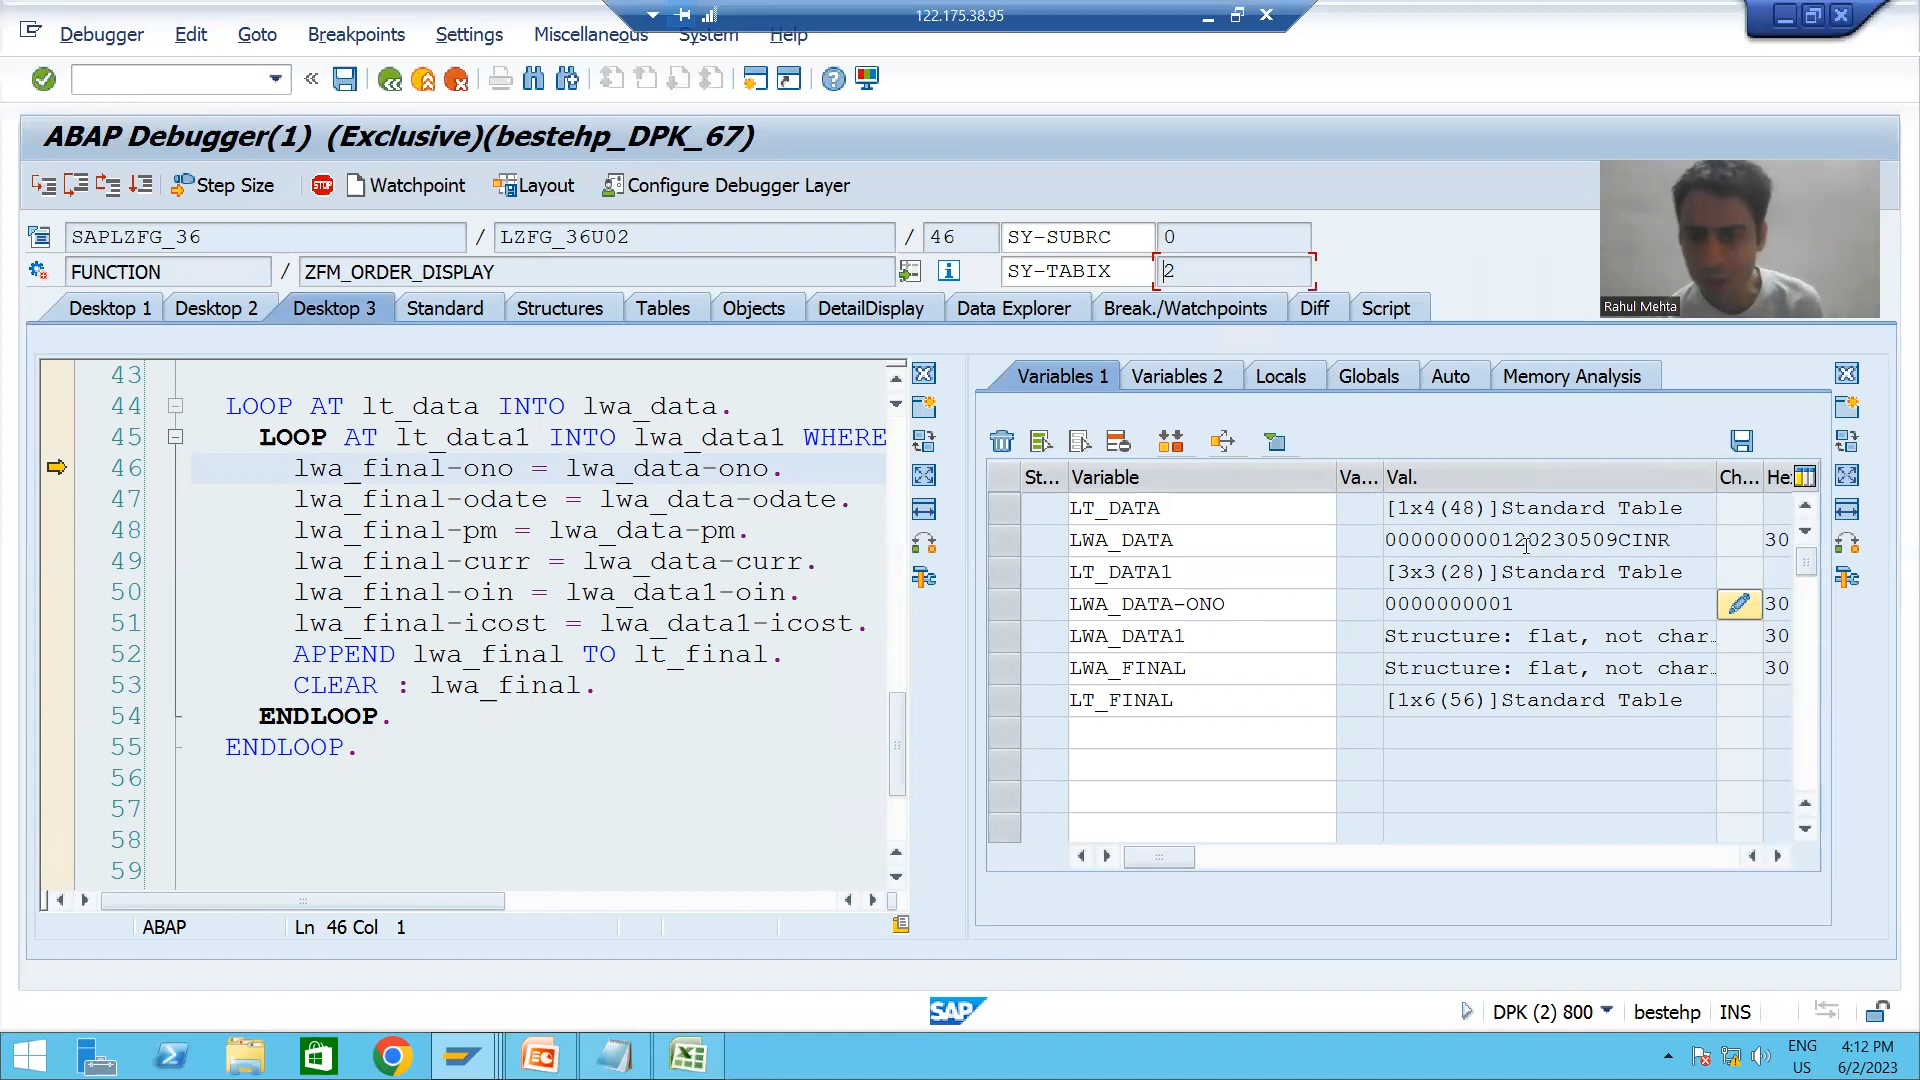 122.175.38.95
Debugger Edit Goto Breakpoints Settings Miscellaneous System Help
ABAP Debugger(1) (Exclusive)(bestehp_DPK_67)
Step Size STOP Watchpoint Layout Configure Debugger Layer
SAPLZFG_36 / LZFG_36U02 / 46 SY-SUBRC 0
FUNCTION / ZFM_ORDER_DISPLAY SY-TABIX 2
Rahul Mehta
Desktop 1 Desktop 2 Desktop 3 Standard Structures Tables Objects DetailDisplay Data Explorer Break./Watchpoints Diff Script
Variables 1 Variables 2 Locals Globals Auto Memory Analysis
43
44 LOOP AT lt_data INTO lwa_data.
45 LOOP AT lt_data1 INTO lwa_data1 WHERE
46 lwa_final-ono = lwa_data-ono.
47 lwa_final-odate = lwa_data-odate.
48 lwa_final-pm = lwa_data-pm.
49 lwa_final-curr = lwa_data-curr.
50 lwa_final-oin = lwa_data1-oin.
51 lwa_final-icost = lwa_data1-icost.
52 APPEND lwa_final TO lt_final.
53 CLEAR : lwa_final.
54 ENDLOOP.
55 ENDLOOP.
56
57
58
59
St... Variable Va... Val. Ch... Hex
LT_DATA [1x4(48)]Standard Table
LWA_DATA 000000000120230509CINR 30
LT_DATA1 [3x3(28)]Standard Table
LWA_DATA-ONO 0000000001 30
LWA_DATA1 Structure: flat, not char… 30
LWA_FINAL Structure: flat, not char… 30
LT_FINAL [1x6(56)]Standard Table
ABAP Ln 46 Col 1
SAP
DPK (2) 800 bestehp INS
ENG
US
4:12 PM
6/2/2023